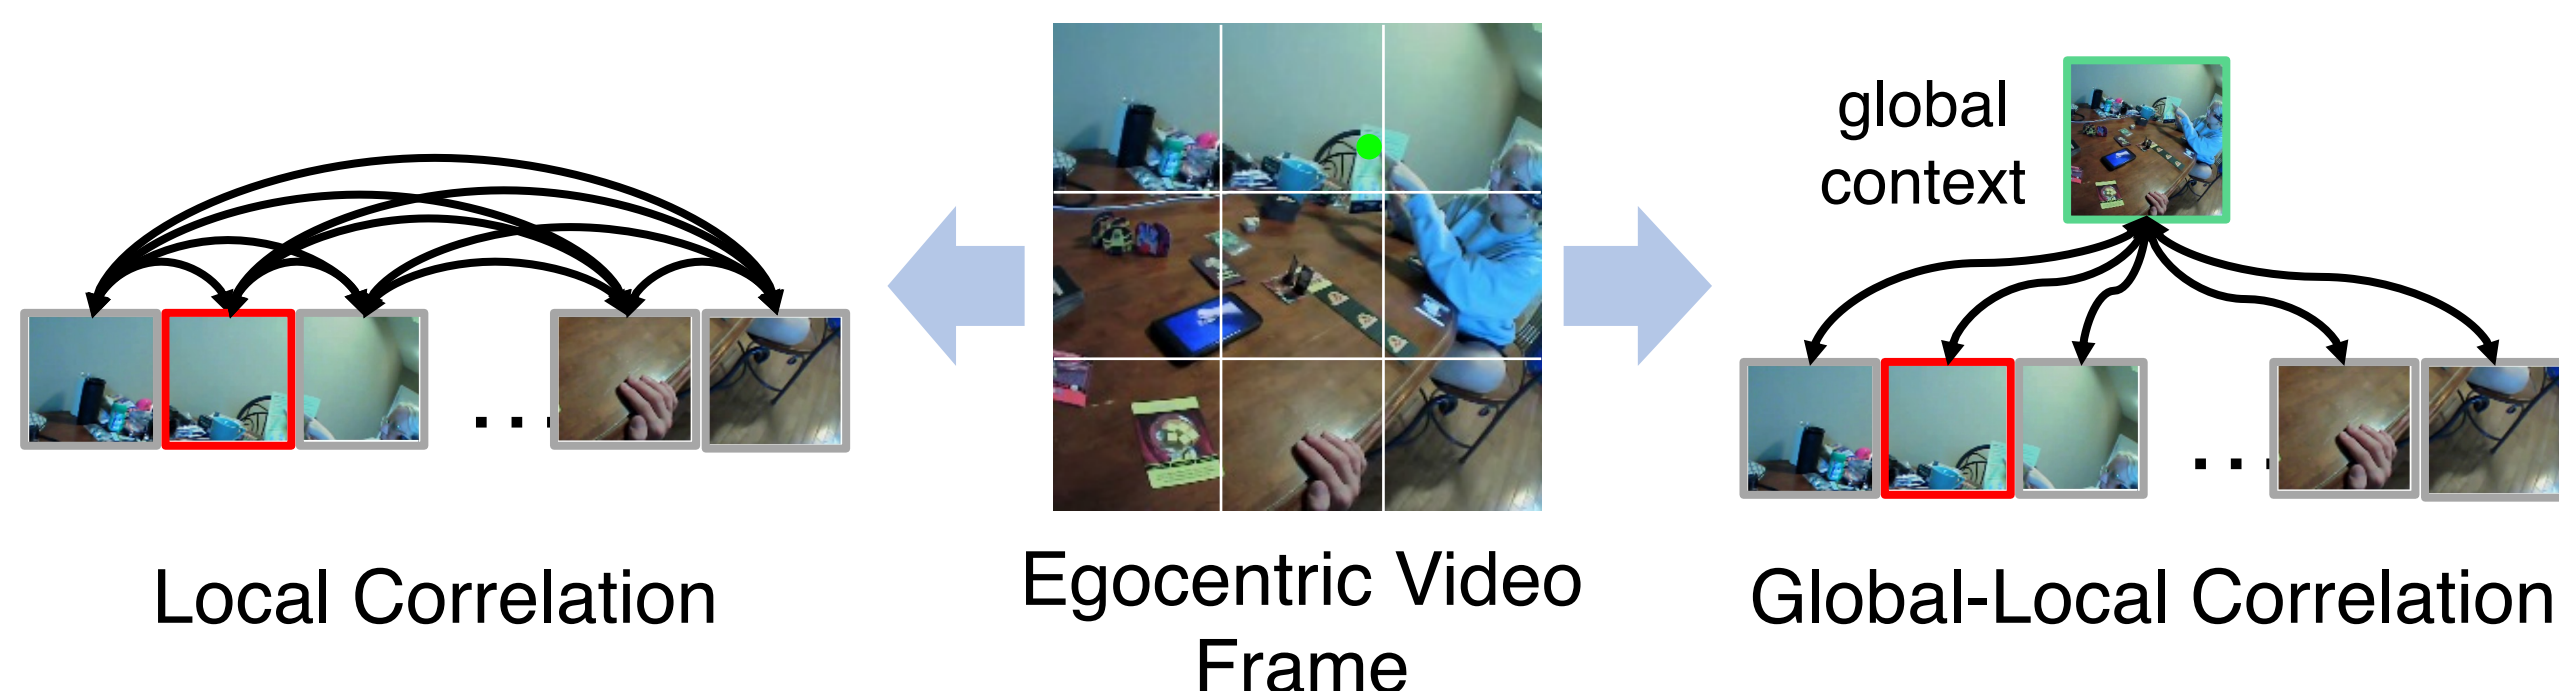 global
context
...
...
Local Correlation
Egocentric Video
Frame
Global-Local Correlation